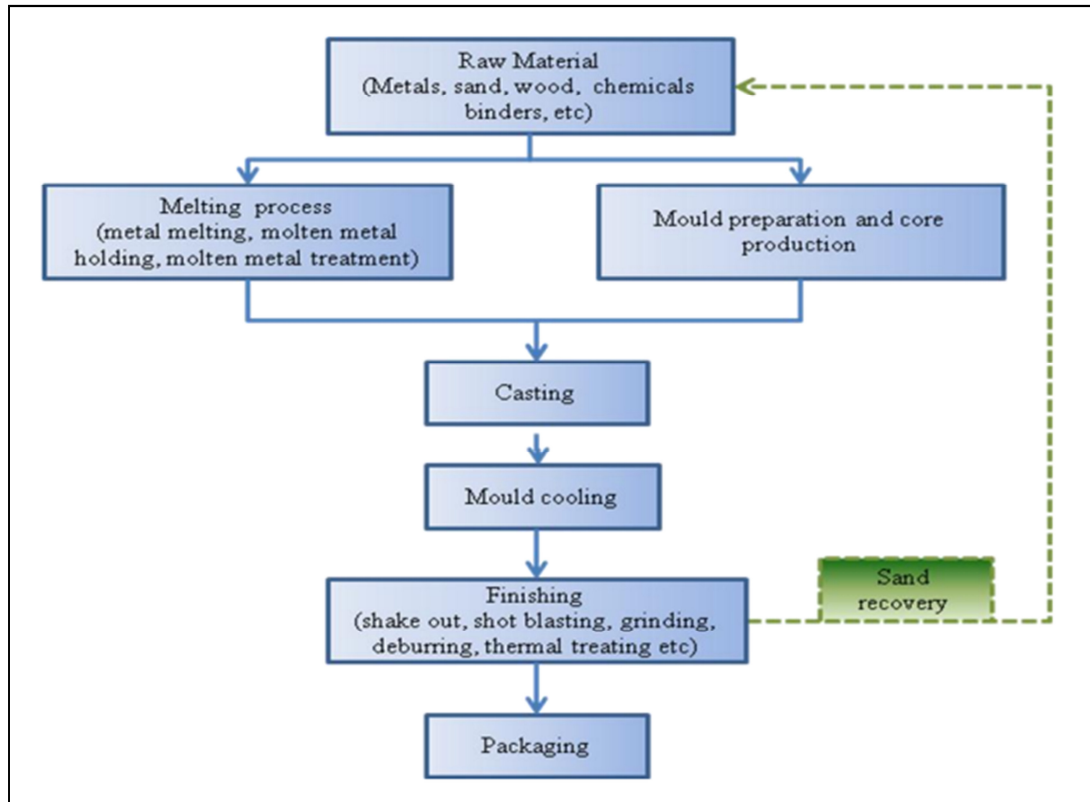 Raw Material
(Metals, sand, wood, chemicals
binders, etc)
Melting process
(metal melting, molten metal
holding, molten metal treatment)
Mould preparation and core
production
Casting
Mould cooling
Finishing
(shake out, shot blasting, grinding,
deburring, thermal treating etc)
Sand
recovery
Packaging